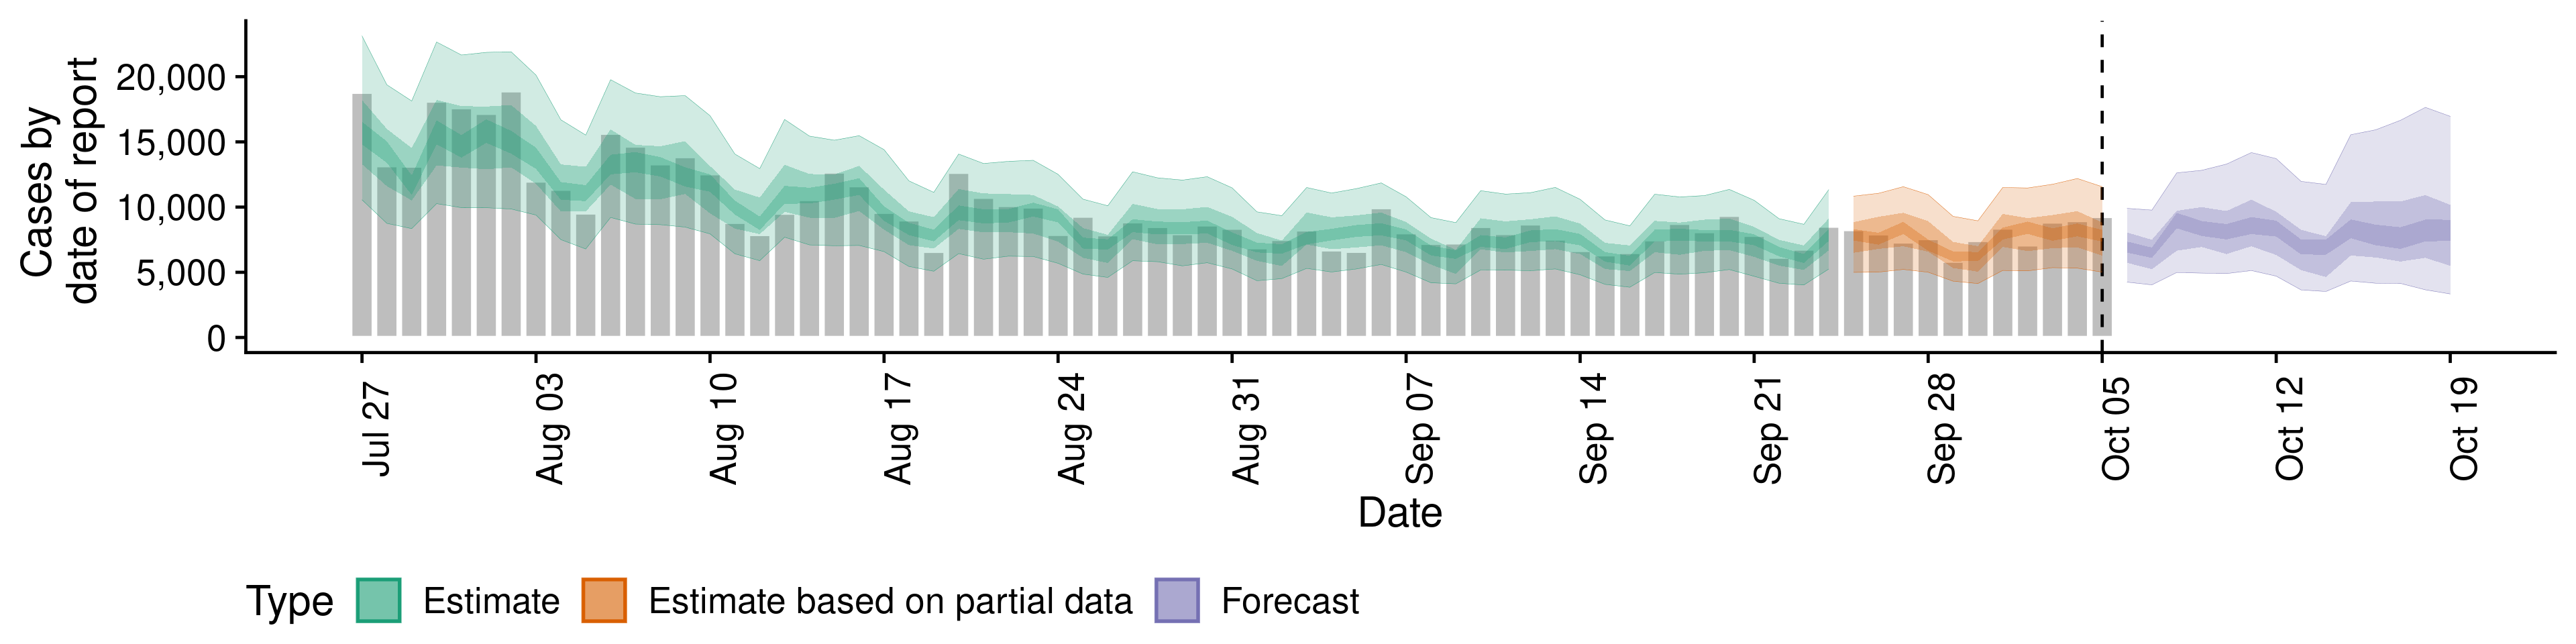 Cases by
date of report
20,000
15,000
10,000
5,000
0
Jul 27
Aug 03
Aug 10
Aug 17
Aug 24
Aug 31
Sep 07
Sep 14
Sep 21
Sep 28
Oct 05
Oct 12
Oct 19
Date
Type Estimate Estimate based on partial data Forecast